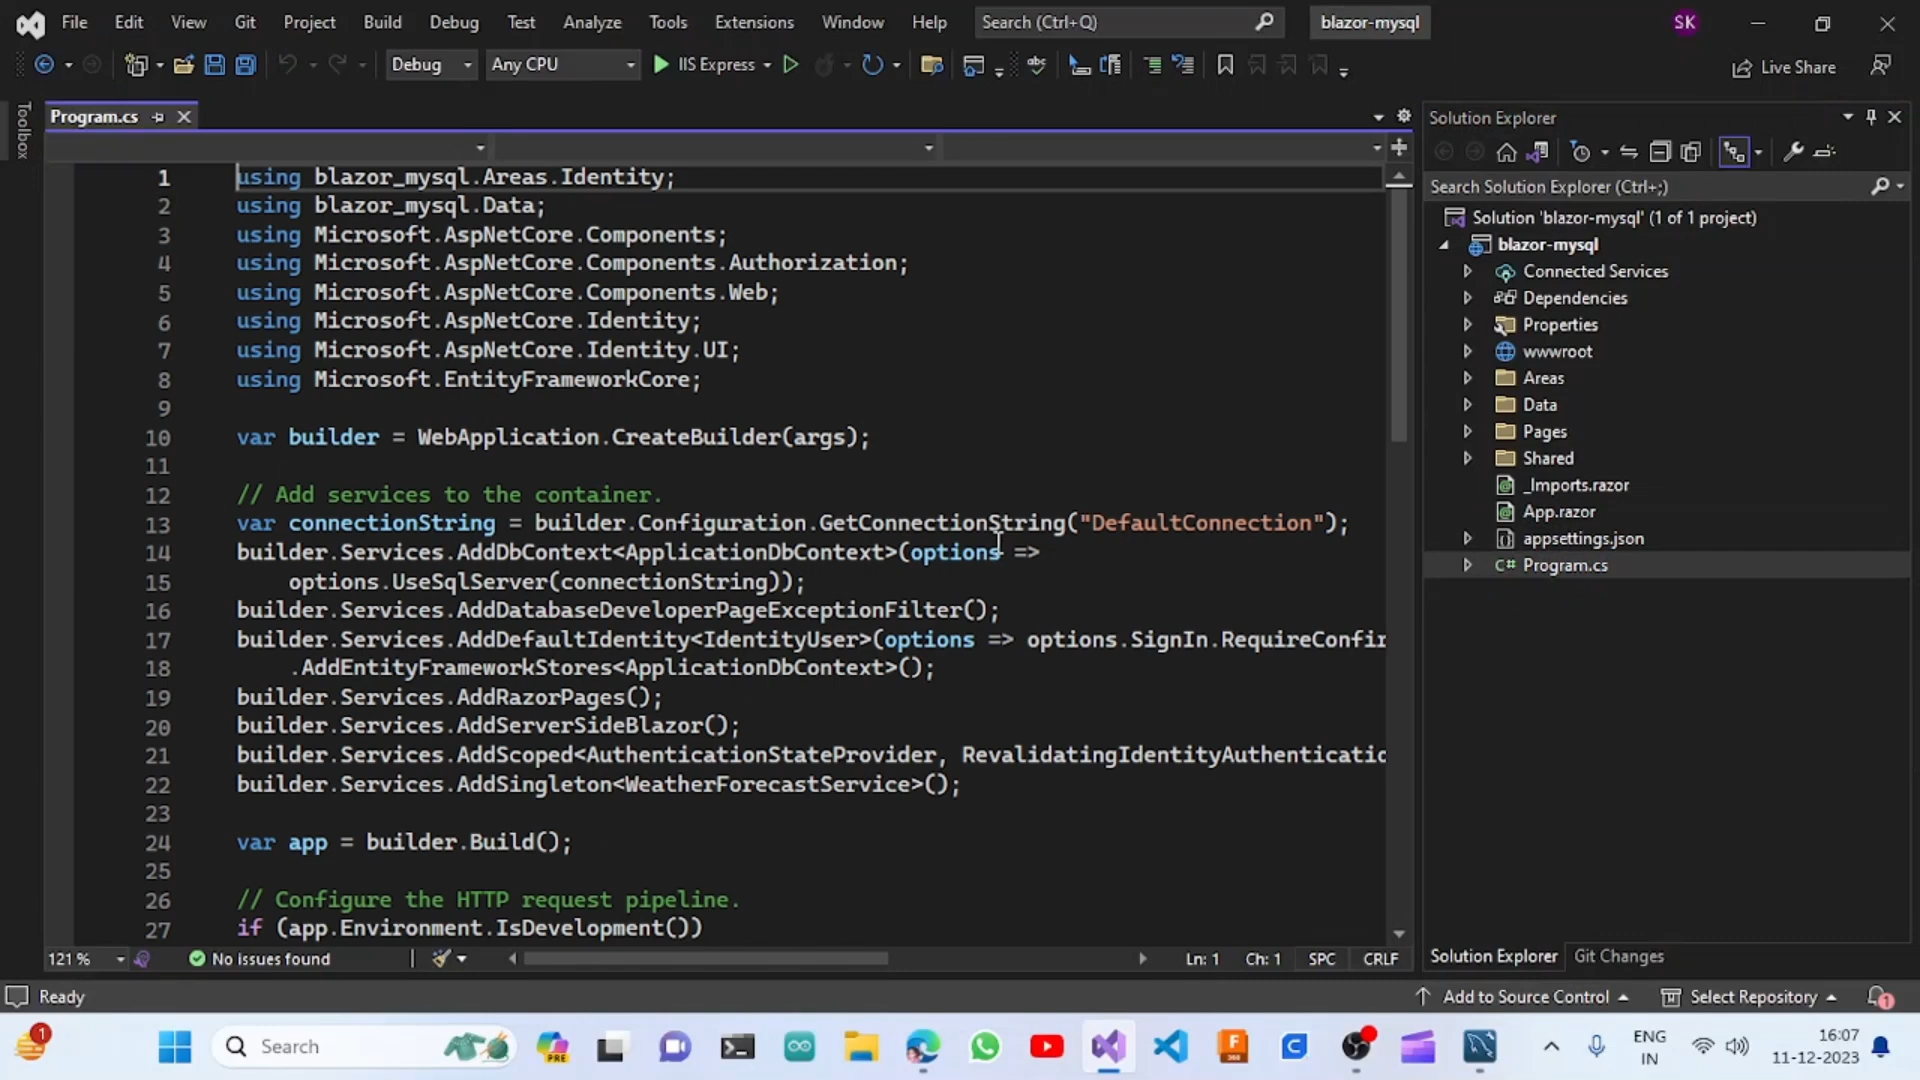 File Edit View Git Project Build Debug Test Analyze Tools Extensions Window Help Search (Ctrl+Q) blazor-mysql SK
Debug Any CPU IIS Express abc Live Share
Toolbox
Program.cs
1 using blazor_mysql.Areas.Identity;
2 using blazor_mysql.Data;
3 using Microsoft.AspNetCore.Components;
4 using Microsoft.AspNetCore.Components.Authorization;
5 using Microsoft.AspNetCore.Components.Web;
6 using Microsoft.AspNetCore.Identity;
7 using Microsoft.AspNetCore.Identity.UI;
8 using Microsoft.EntityFrameworkCore;
9
10 var builder = WebApplication.CreateBuilder(args);
11
12 // Add services to the container.
13 var connectionString = builder.Configuration.GetConnectionString("DefaultConnection");
14 builder.Services.AddDbContext<ApplicationDbContext>(options =>
15 options.UseSqlServer(connectionString));
16 builder.Services.AddDatabaseDeveloperPageExceptionFilter();
17 builder.Services.AddDefaultIdentity<IdentityUser>(options => options.SignIn.RequireConfir
18 .AddEntityFrameworkStores<ApplicationDbContext>();
19 builder.Services.AddRazorPages();
20 builder.Services.AddServerSideBlazor();
21 builder.Services.AddScoped<AuthenticationStateProvider, RevalidatingIdentityAuthenticatio
22 builder.Services.AddSingleton<WeatherForecastService>();
23
24 var app = builder.Build();
25
26 // Configure the HTTP request pipeline.
27 if (app.Environment.IsDevelopment())
121 % No issues found Ln: 1 Ch: 1 SPC CRLF
Solution Explorer
Search Solution Explorer (Ctrl+;)
Solution 'blazor-mysql' (1 of 1 project)
blazor-mysql
Connected Services
Dependencies
Properties
wwwroot
Areas
Data
Pages
Shared
_Imports.razor
App.razor
appsettings.json
C# Program.cs
Solution Explorer Git Changes
Ready Add to Source Control Select Repository 1
1 Search PRE 360 ENG IN 16:07 11-12-2023